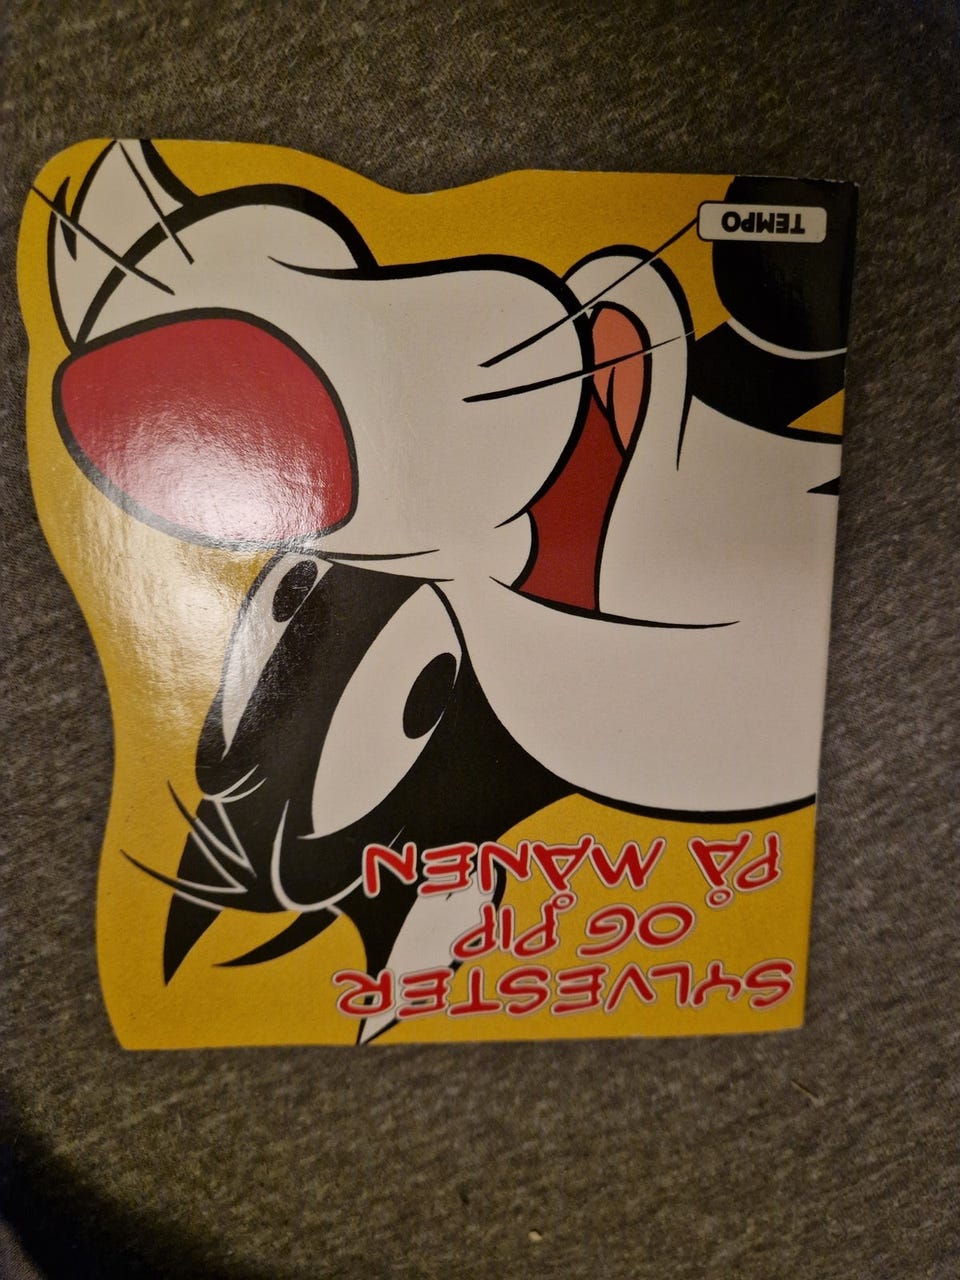 SYLVESTER
OG PIP
PÅ MÅNEN
TEMPO